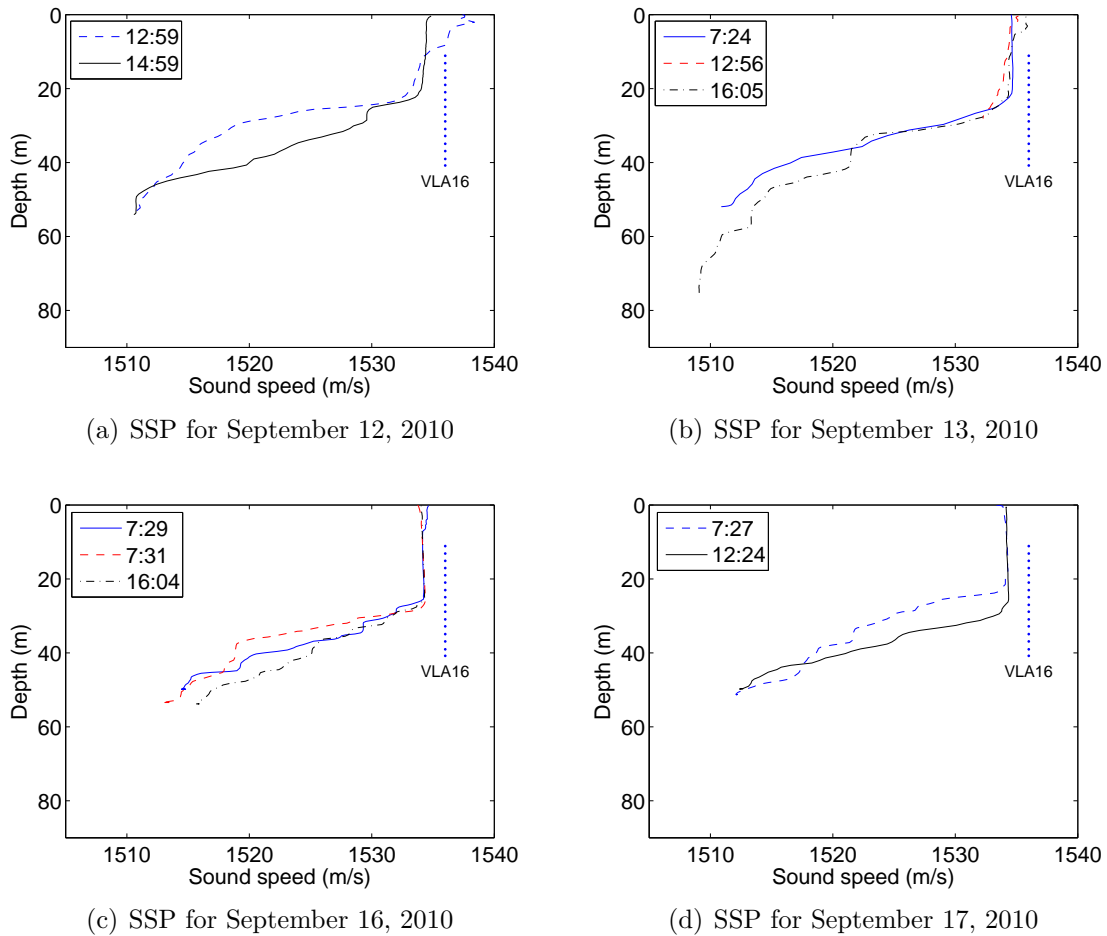 0
20
40
60
80
Depth (m)
12:59
14:59
VLA16
1510 1520 1530 1540
Sound speed (m/s)
(a) SSP for September 12, 2010
0
20
40
60
80
Depth (m)
7:24
12:56
16:05
VLA16
1510 1520 1530 1540
Sound speed (m/s)
(b) SSP for September 13, 2010
0
20
40
60
80
Depth (m)
7:29
7:31
16:04
VLA16
1510 1520 1530 1540
Sound speed (m/s)
(c) SSP for September 16, 2010
0
20
40
60
80
Depth (m)
7:27
12:24
VLA16
1510 1520 1530 1540
Sound speed (m/s)
(d) SSP for September 17, 2010